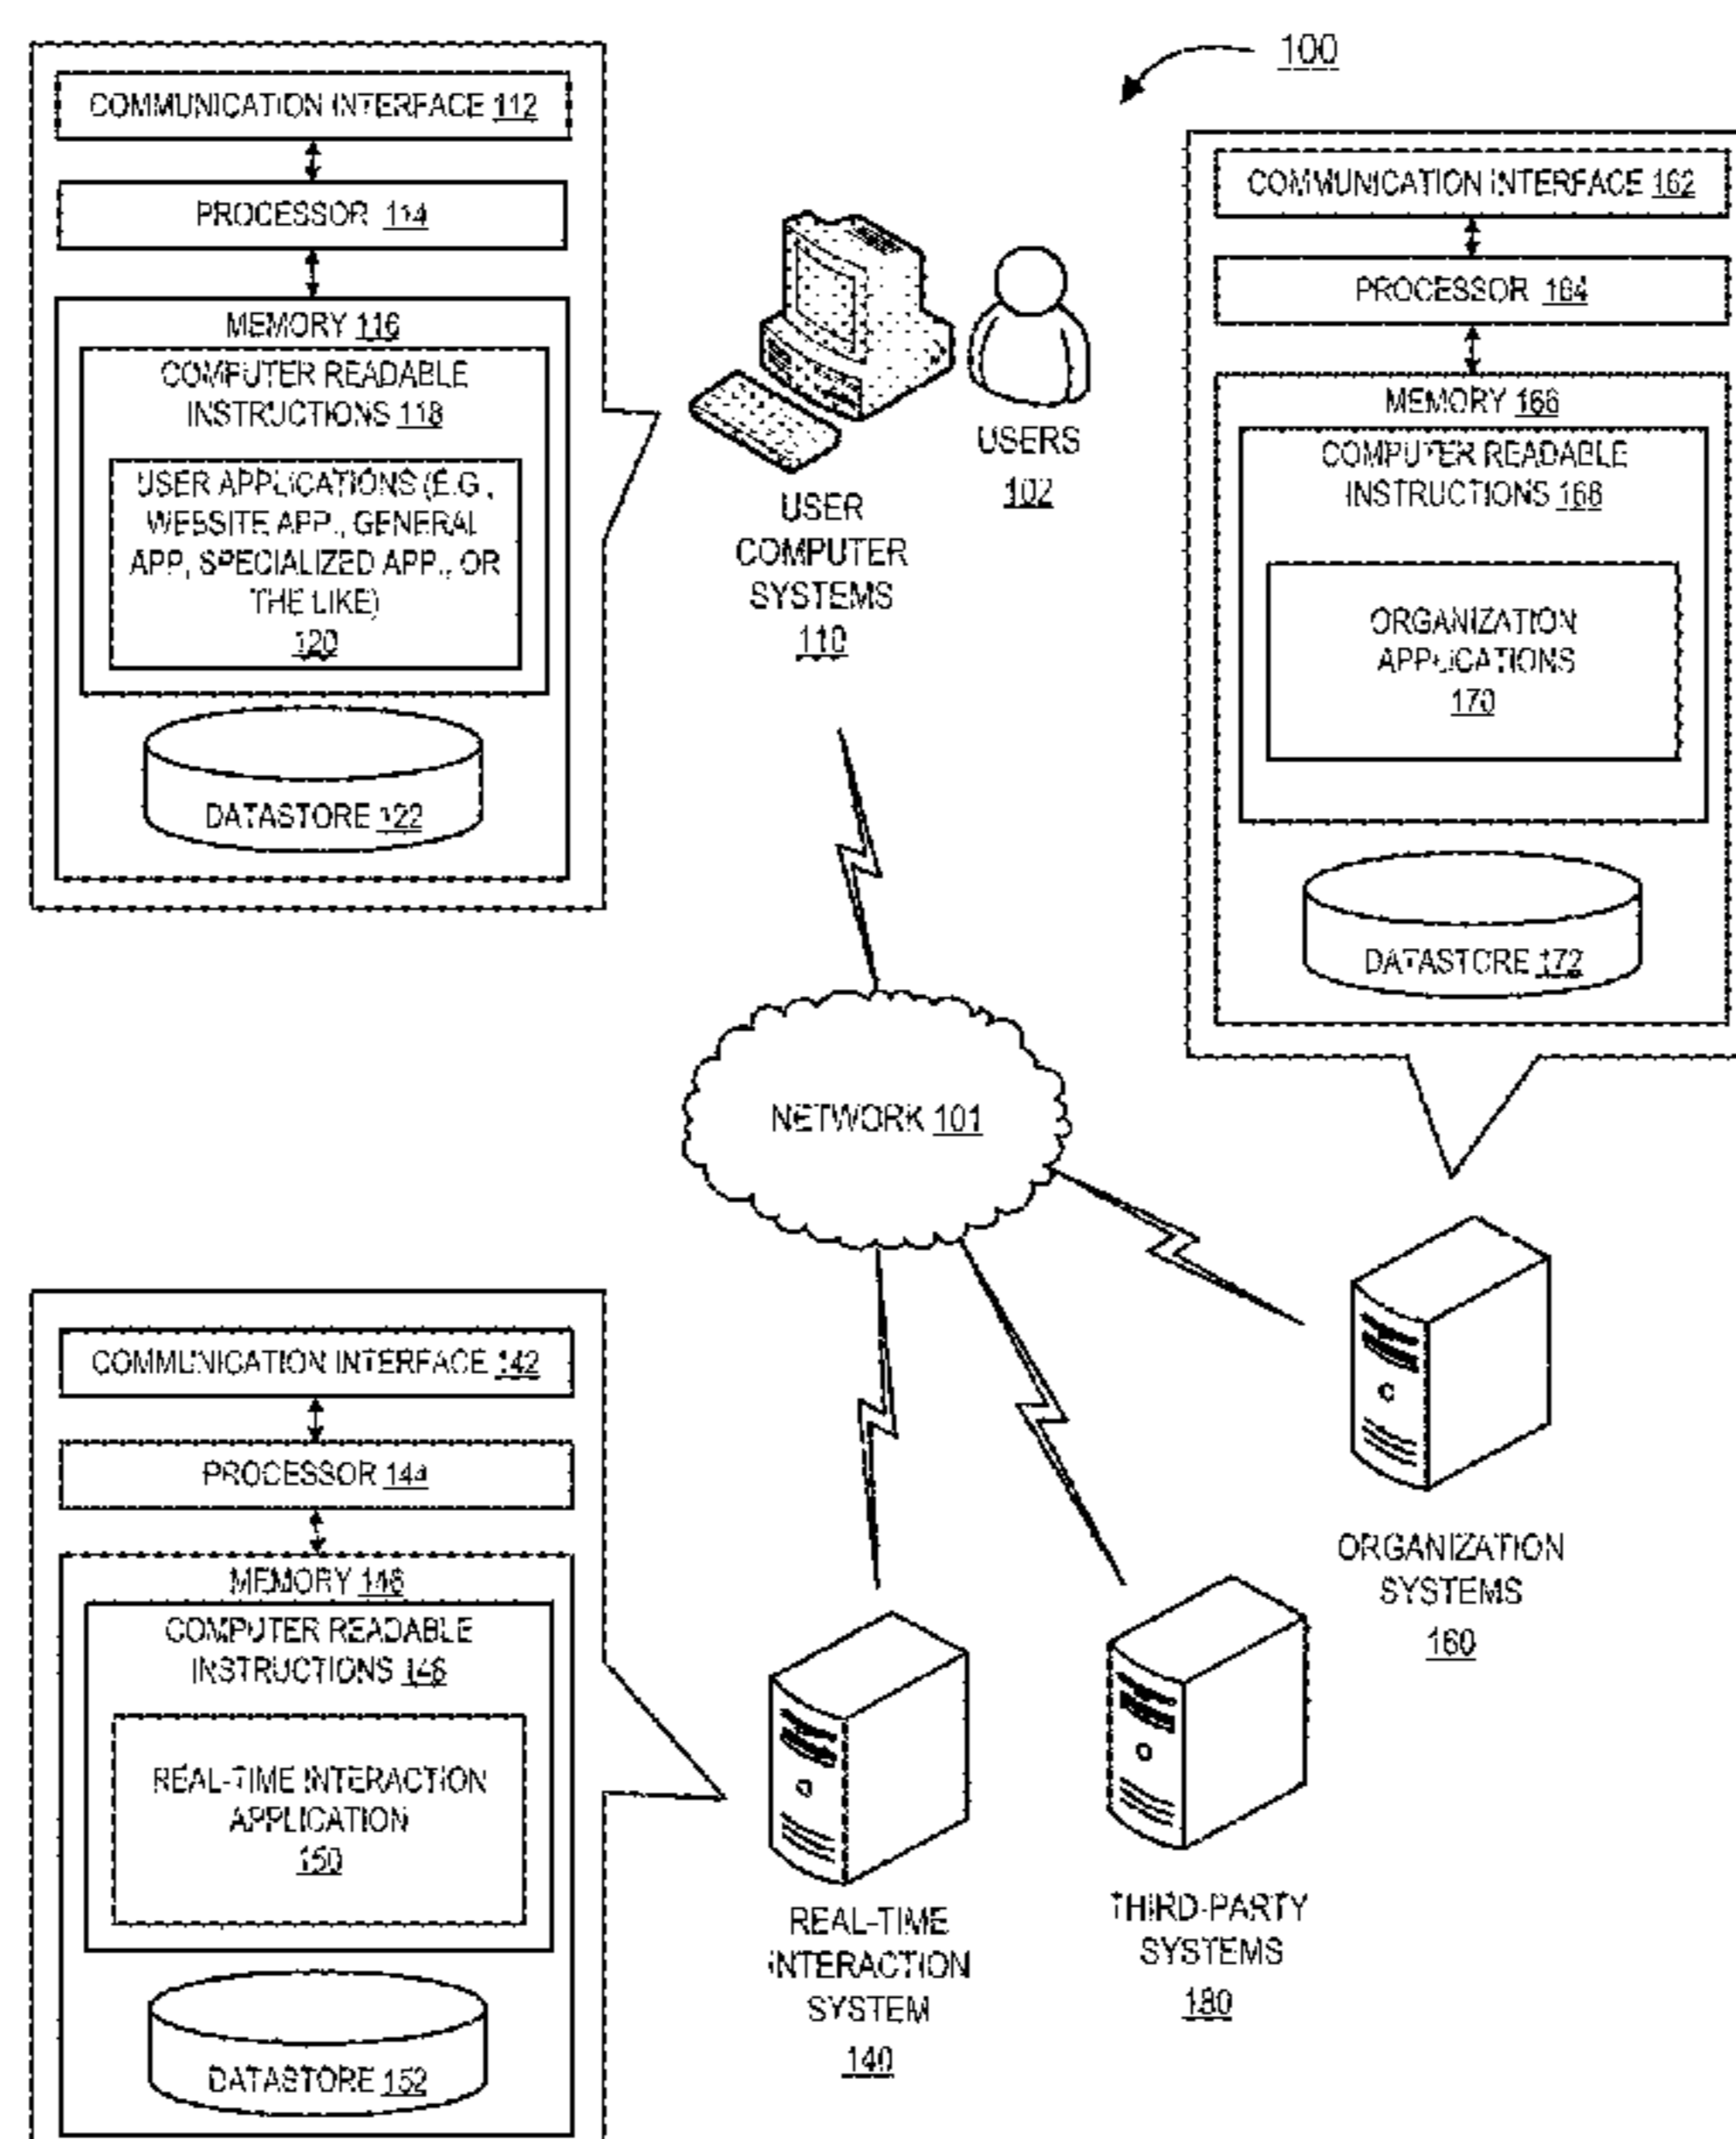 100
COMMUNICATION INTERFACE 112
PROCESSOR 114
MEMORY 116
COMPUTER READABLE
INSTRUCTIONS 118
USER APPLICATIONS (E.G.,
WEBSITE APP., GENERAL
APP, SPECIALIZED APP., OR
THE LIKE)
120
DATASTORE 122
USERS
102
USER
COMPUTER
SYSTEMS
110
COMMUNICATION INTERFACE 162
PROCESSOR 164
MEMORY 166
COMPUTER READABLE
INSTRUCTIONS 168
ORGANIZATION
APPLICATIONS
170
DATASTORE 172
NETWORK 101
COMMUNICATION INTERFACE 142
PROCESSOR 144
MEMORY 146
COMPUTER READABLE
INSTRUCTIONS 148
REAL-TIME INTERACTION
APPLICATION
150
DATASTORE 152
REAL-TIME
INTERACTION
SYSTEM
140
THIRD-PARTY
SYSTEMS
180
ORGANIZATION
SYSTEMS
160